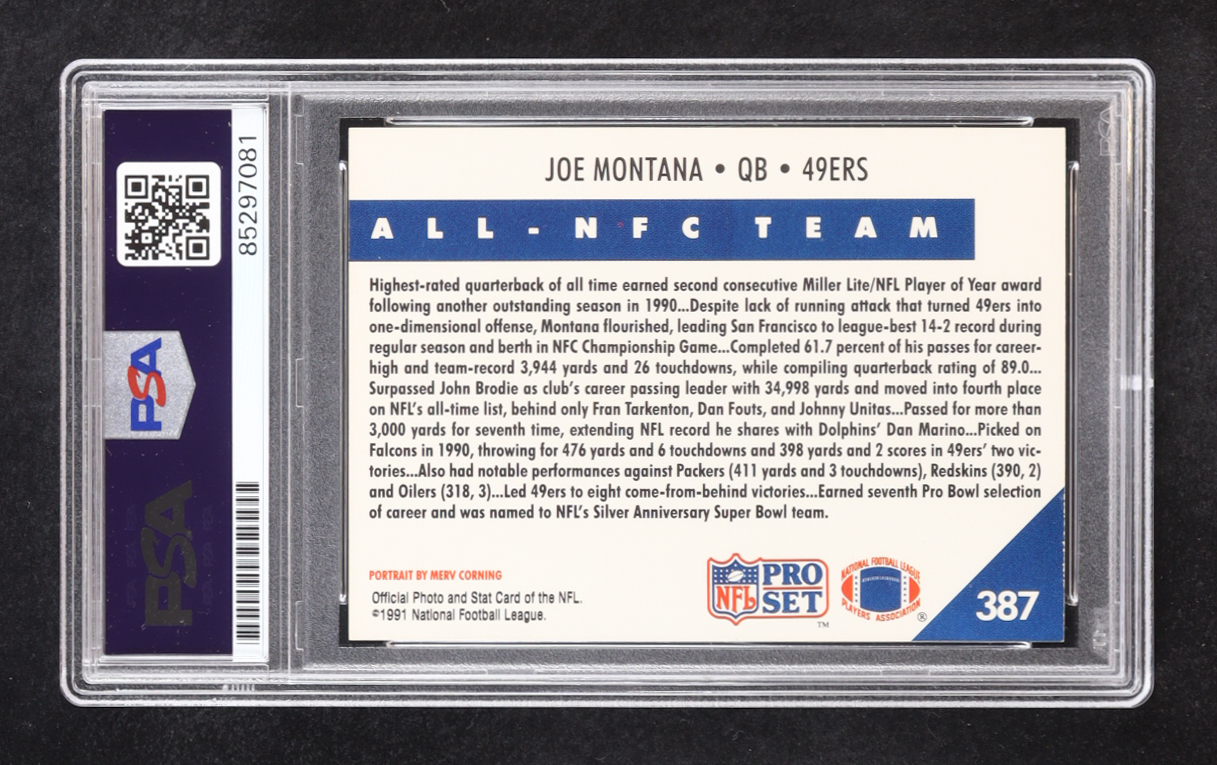 85297081
PSA
PSA
JOE MONTANA • QB • 49ERS
ALL-NFC TEAM
Highest-rated quarterback of all time earned second consecutive Miller Lite/NFL Player of Year award
following another outstanding season in 1990...Despite lack of running attack that turned 49ers into
one-dimensional offense, Montana flourished, leading San Francisco to league-best 14-2 record during
regular season and berth in NFC Championship Game...Completed 61.7 percent of his passes for career-
high and team-record 3,944 yards and 26 touchdowns, while compiling quarterback rating of 89.0...
Surpassed John Brodie as club's career passing leader with 34,998 yards and moved into fourth place
on NFL's all-time list, behind only Fran Tarkenton, Dan Fouts, and Johnny Unitas...Passed for more than
3,000 yards for seventh time, extending NFL record he shares with Dolphins' Dan Marino...Picked on
Falcons in 1990, throwing for 476 yards and 6 touchdowns and 398 yards and 2 scores in 49ers' two vic-
tories...Also had notable performances against Packers (411 yards and 3 touchdowns), Redskins (390, 2)
and Oilers (318, 3)...Led 49ers to eight come-from-behind victories...Earned seventh Pro Bowl selection
of career and was named to NFL's Silver Anniversary Super Bowl team.
PORTRAIT BY MERV CORNING
Official Photo and Stat Card of the NFL.
©1991 National Football League.
NFL PRO SET ™
NATIONAL FOOTBALL LEAGUE
PLAYERS ASSOCIATION ®
387